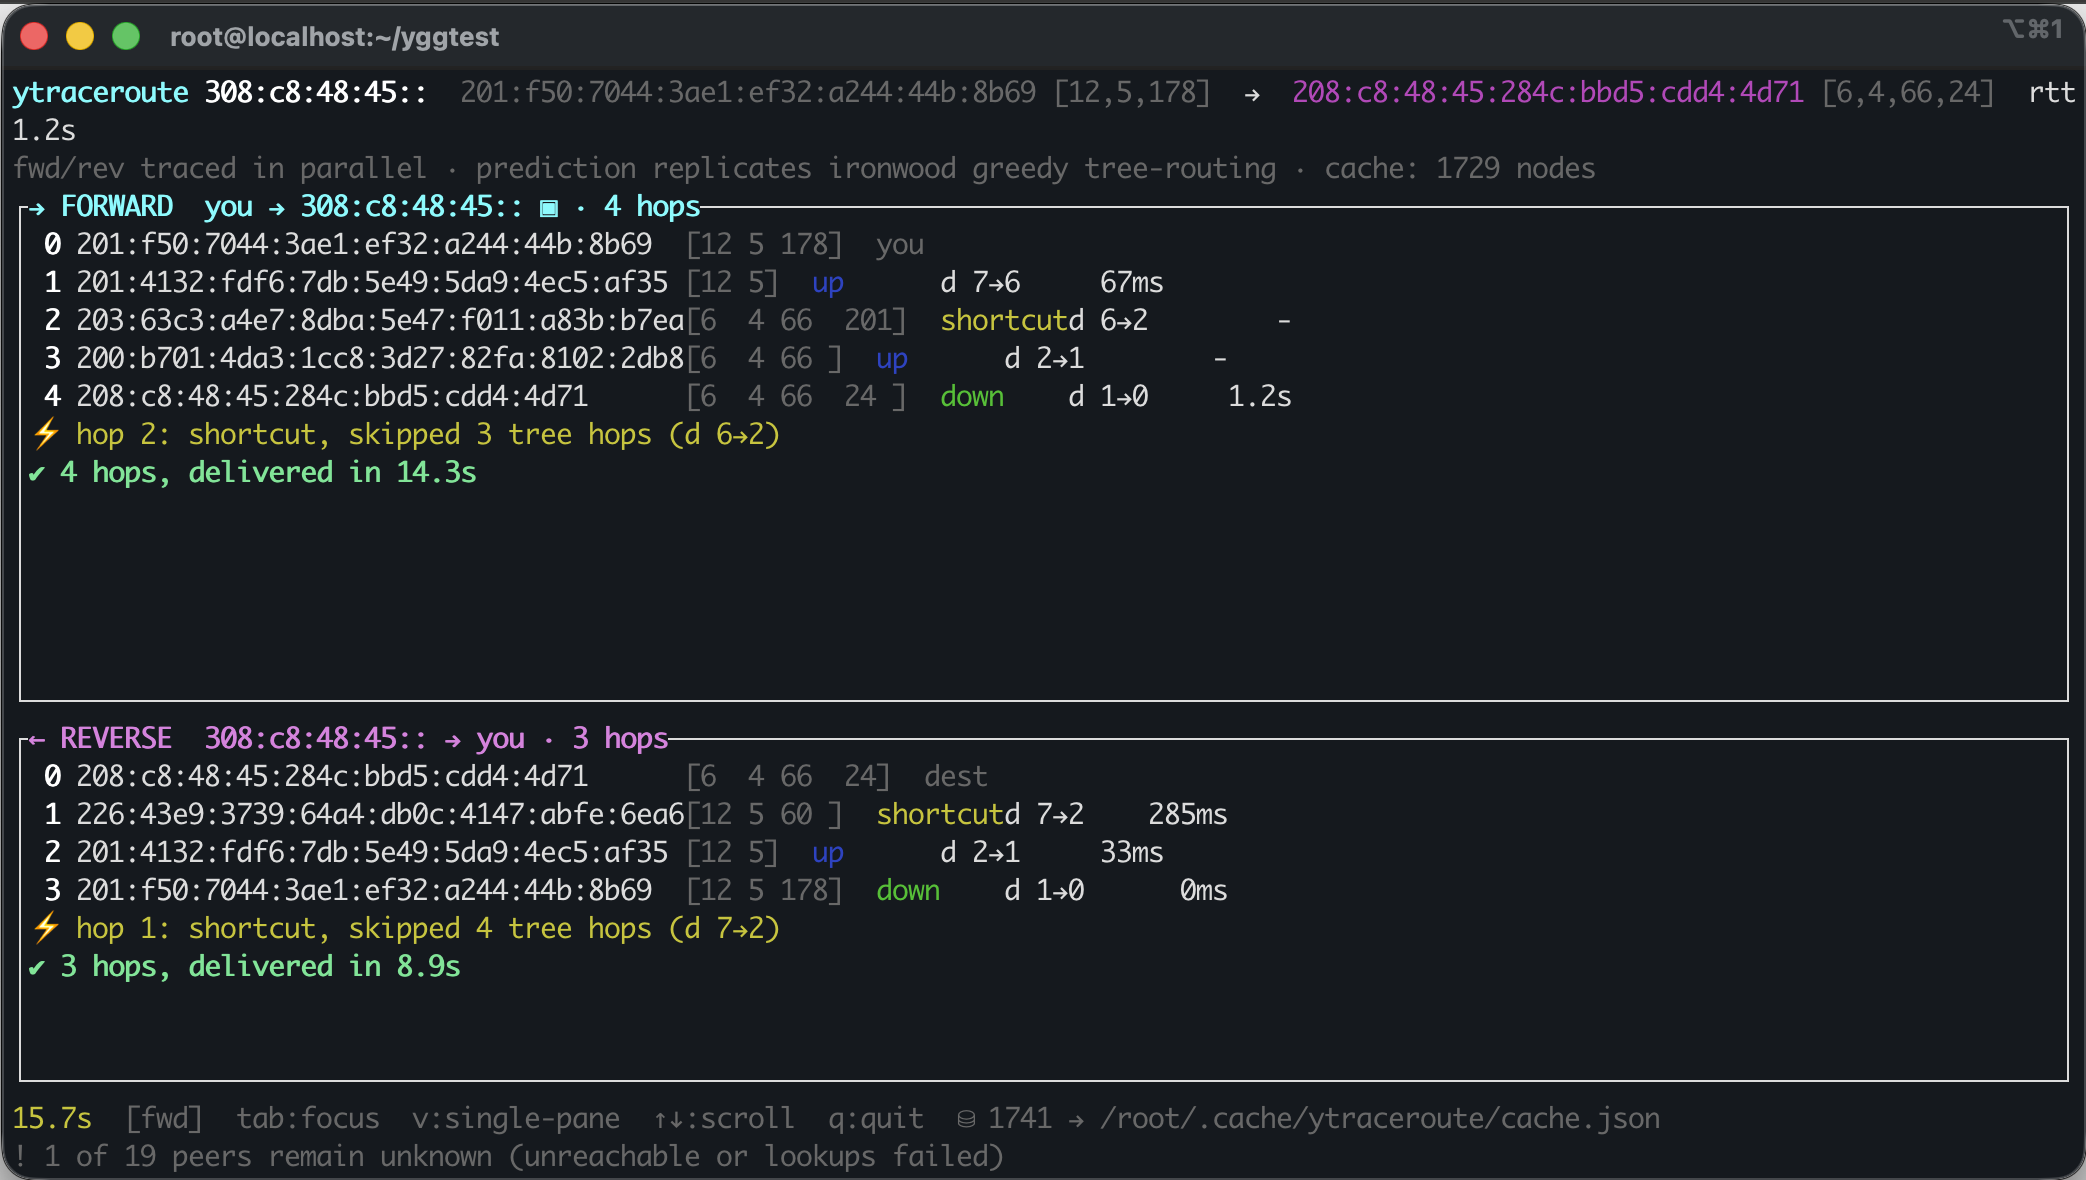 root@localhost:~/yggtest
⌥⌘1
ytraceroute 308:c8:48:45::  201:f50:7044:3ae1:ef32:a244:44b:8b69 [12,5,178]  →  208:c8:48:45:284c:bbd5:cdd4:4d71 [6,4,66,24]  rtt
1.2s
fwd/rev traced in parallel · prediction replicates ironwood greedy tree-routing · cache: 1729 nodes
→ FORWARD  you → 308:c8:48:45:: ▣ · 4 hops
0 201:f50:7044:3ae1:ef32:a244:44b:8b69  [12 5 178]  you
1 201:4132:fdf6:7db:5e49:5da9:4ec5:af35 [12 5]  up      d 7→6     67ms
2 203:63c3:a4e7:8dba:5e47:f011:a83b:b7ea[6  4 66  201]  shortcutd 6→2        -
3 200:b701:4da3:1cc8:3d27:82fa:8102:2db8[6  4 66 ]  up      d 2→1        -
4 208:c8:48:45:284c:bbd5:cdd4:4d71      [6  4 66  24 ]  down    d 1→0     1.2s
⚡ hop 2: shortcut, skipped 3 tree hops (d 6→2)
✔ 4 hops, delivered in 14.3s
← REVERSE  308:c8:48:45:: → you · 3 hops
0 208:c8:48:45:284c:bbd5:cdd4:4d71      [6  4 66  24]  dest
1 226:43e9:3739:64a4:db0c:4147:abfe:6ea6[12 5 60 ]  shortcutd 7→2    285ms
2 201:4132:fdf6:7db:5e49:5da9:4ec5:af35 [12 5]  up      d 2→1     33ms
3 201:f50:7044:3ae1:ef32:a244:44b:8b69  [12 5 178]  down    d 1→0      0ms
⚡ hop 1: shortcut, skipped 4 tree hops (d 7→2)
✔ 3 hops, delivered in 8.9s
15.7s  [fwd]  tab:focus  v:single-pane  ↑↓:scroll  q:quit  ⛁ 1741 → /root/.cache/ytraceroute/cache.json
! 1 of 19 peers remain unknown (unreachable or lookups failed)